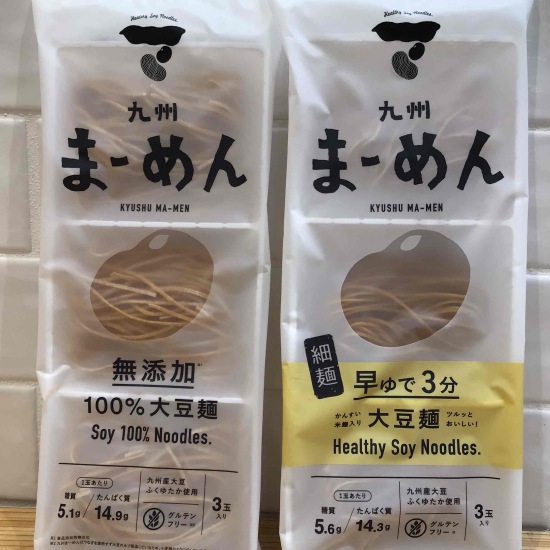 Healthy Soy Noodles.
九州
まーめん
KYUSHU MA-MEN
無添加
100%大豆麺
Soy 100% Noodles.
1玉あたり
糖質
5.1g
たんぱく質
14.9g
九州産大豆
ふくゆたか使用
グルテン
フリー
3玉
入り
Healthy Soy Noodles.
九州
まーめん
KYUSHU MA-MEN
細麺
早ゆで3分
かんすい
米麹入り
大豆麺
ツルッと
おいしい!
Healthy Soy Noodles.
1玉あたり
糖質
5.6g
たんぱく質
14.3g
九州産大豆
ふくゆたか使用
グルテン
フリー
3玉
入り